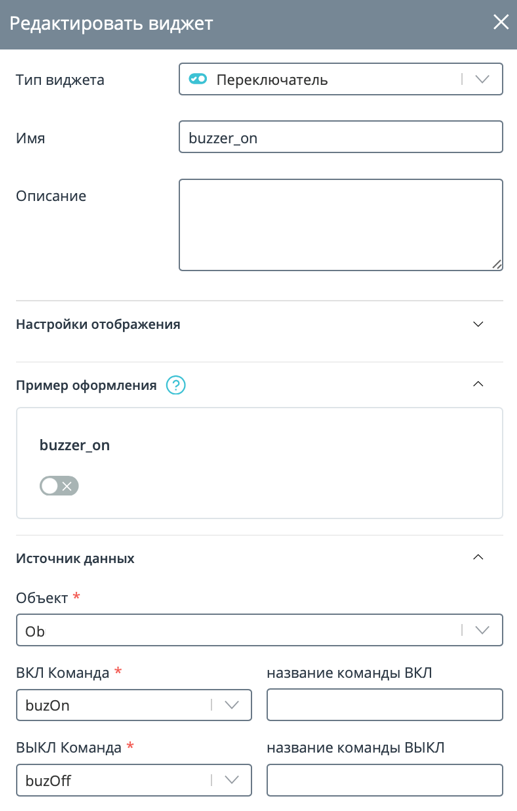 Редактировать виджет
Тип виджета
Переключатель
Имя
buzzer_on
Описание
Настройки отображения
Пример оформления ?
buzzer_on
Источник данных
Объект *
Ob
ВКЛ Команда * название команды ВКЛ
buzOn
ВЫКЛ Команда * название команды ВЫКЛ
buzOff